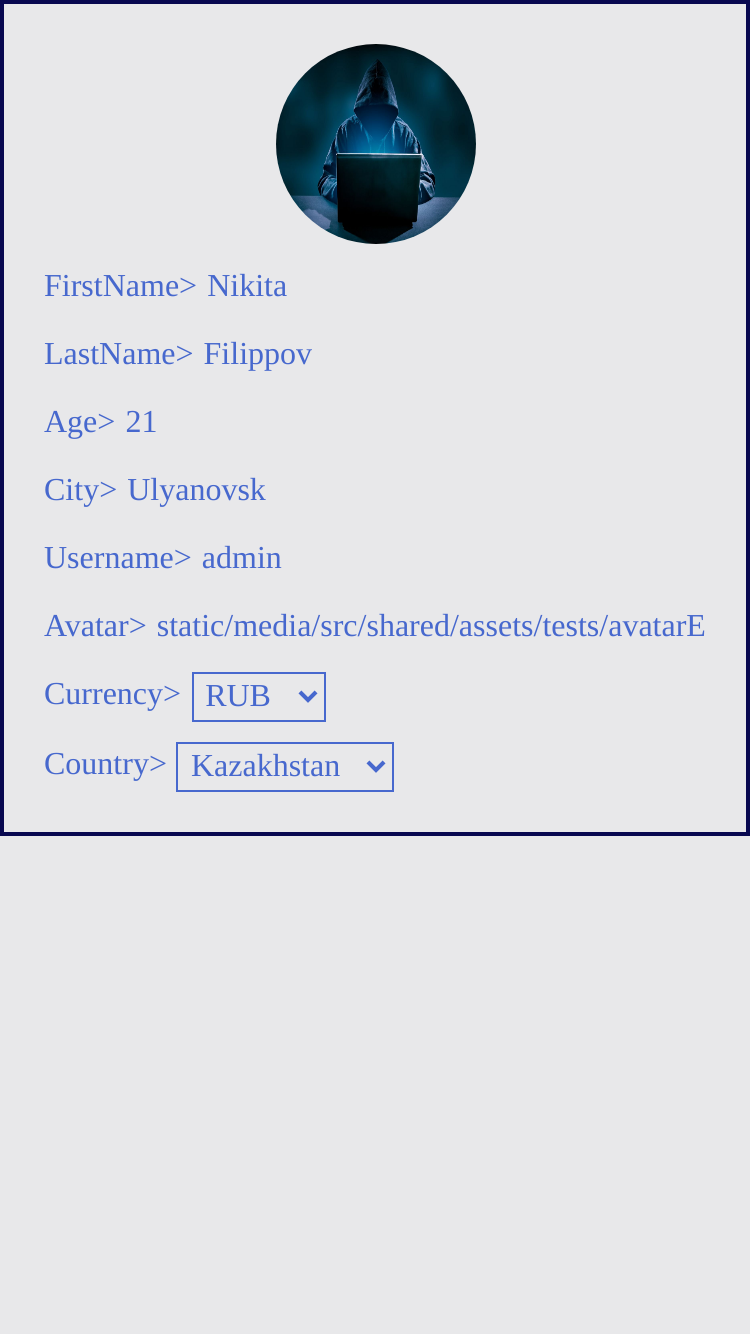 FirstName> Nikita
LastName> Filippov
Age> 21
City> Ulyanovsk
Username> admin
Avatar> static/media/src/shared/assets/tests/avatarE
Currency> RUB
Country> Kazakhstan